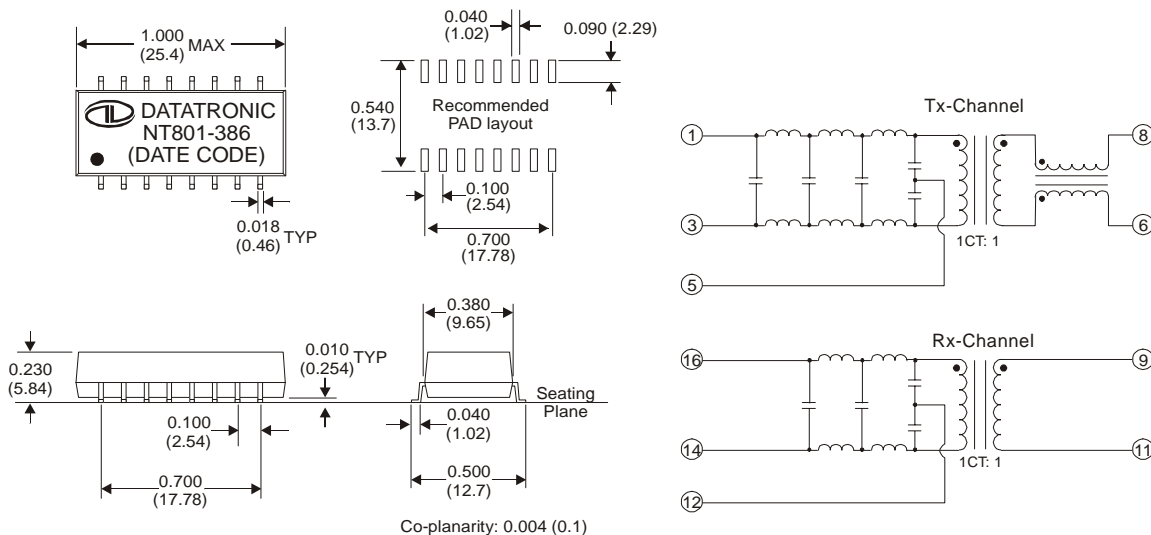 1.000
(25.4) MAX
DATATRONIC
NT801-386
(DATE CODE)
0.018
(0.46) TYP
0.040
(1.02)
0.090 (2.29)
0.540
(13.7)
Recommended
PAD layout
0.100
(2.54)
0.700
(17.78)
0.230
(5.84)
0.010
(0.254) TYP
0.100
(2.54)
0.700
(17.78)
0.380
(9.65)
Seating
Plane
0.040
(1.02)
0.500
(12.7)
Co-planarity: 0.004 (0.1)
Tx-Channel
1
8
3
6
1CT: 1
5
Rx-Channel
16
9
14
11
1CT: 1
12